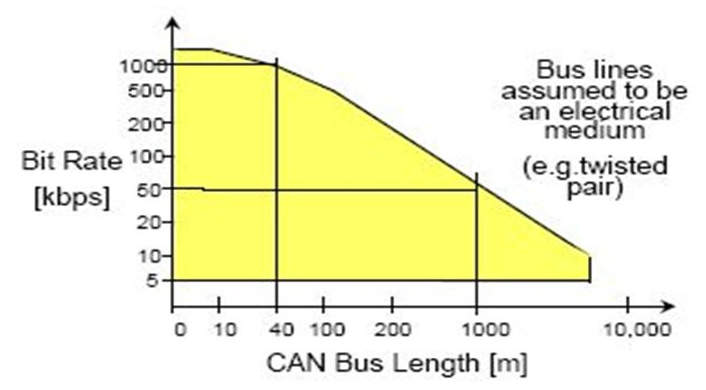 1000
500
200
100
50
20
10
5
Bit Rate
[kbps]
Bus lines
assumed to be
an electrical
medium
(e.g.twisted
pair)
0 10 40 100 200 1000 10,000
CAN Bus Length [m]